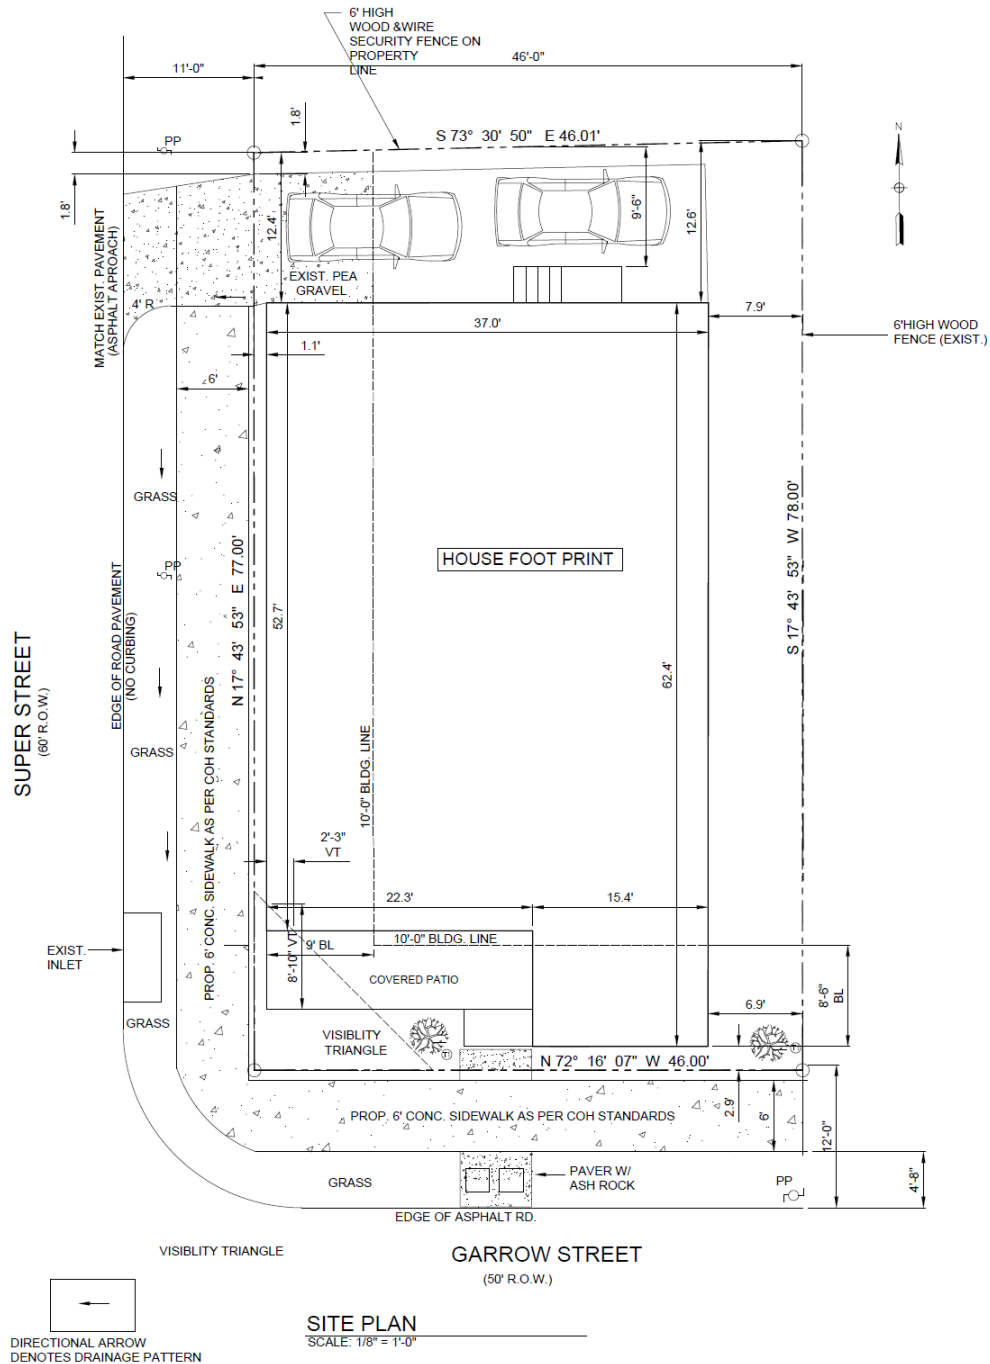 6' HIGH
WOOD &WIRE
SECURITY FENCE ON
PROPERTY
LINE
11'-0"
46'-0"
1.8'
PP
S 73° 30' 50" E 46.01'
N
1.8'
12.4'
9'-6"
12.6'
MATCH EXIST. PAVEMENT
(ASPHALT APROACH)
EXIST. PEA
GRAVEL
4' R
7.9'
37.0'
6'HIGH WOOD
FENCE (EXIST.)
1.1'
6'
GRASS
N 17° 43' 53" E 77.00'
S 17° 43' 53" W 78.00'
HOUSE FOOT PRINT
PP
EDGE OF ROAD PAVEMENT
(NO CURBING)
52.7'
62.4'
SUPER STREET
(60' R.O.W.)
GRASS
PROP. 6' CONC. SIDEWALK AS PER COH STANDARDS
10'-0" BLDG. LINE
2'-3"
VT
22.3'
15.4'
EXIST.
INLET
8'-10" VT
9' BL
10'-0" BLDG. LINE
COVERED PATIO
8'-6"
BL
6.9'
GRASS
VISIBLITY
TRIANGLE
T
T
N 72° 16' 07" W 46.00'
2.9'
6'
12'-0"
PROP. 6' CONC. SIDEWALK AS PER COH STANDARDS
GRASS
PAVER W/
ASH ROCK
PP
4'-8"
EDGE OF ASPHALT RD.
VISIBLITY TRIANGLE
GARROW STREET
(50' R.O.W.)
SITE PLAN
SCALE: 1/8" = 1'-0"
DIRECTIONAL ARROW
DENOTES DRAINAGE PATTERN